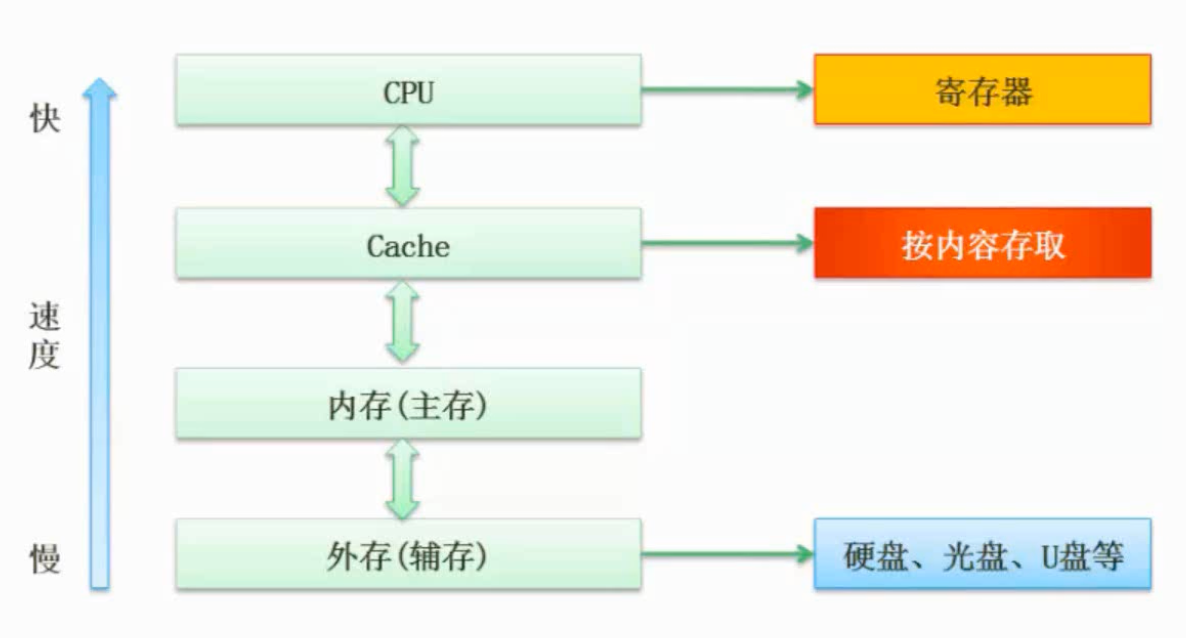 快
速
度
慢
CPU
寄存器
Cache
按内容存取
内存(主存)
外存(辅存)
硬盘、光盘、U盘等